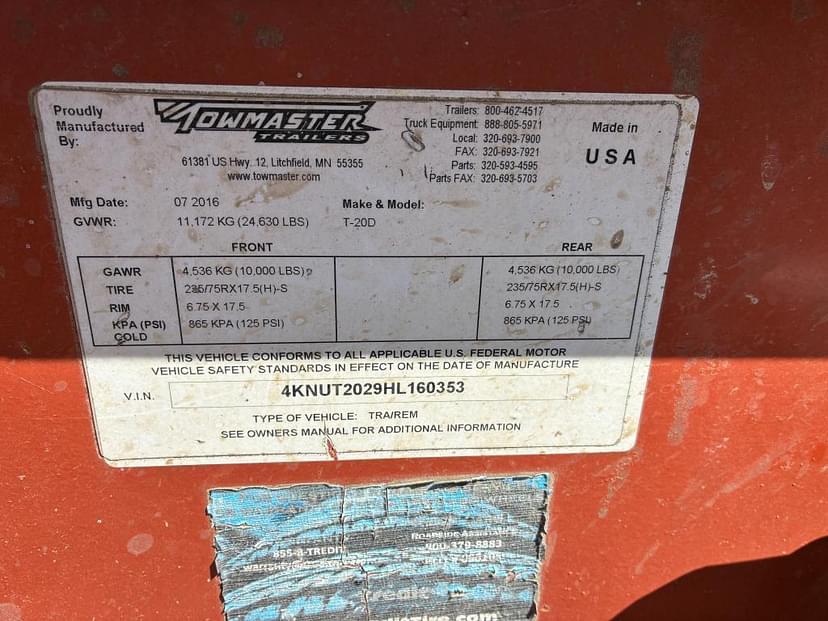 Proudly
Manufactured
By:
TOWMASTER
TRAILERS
61381 US Hwy. 12, Litchfield, MN 55355
www.towmaster.com
Trailers: 800-462-4517
Truck Equipment: 888-805-5971
Local: 320-693-7900
FAX: 320-693-7921
Parts: 320-593-4595
Parts FAX: 320-693-5703
Made in
USA
Mfg Date: 07 2016 Make & Model:
GVWR: 11,172 KG (24,630 LBS) T-20D
FRONT REAR
GAWR 4,536 KG (10,000 LBS) 4,536 KG (10,000 LBS)
TIRE 235/75RX17.5(H)-S 235/75RX17.5(H)-S
RIM 6.75 X 17.5 6.75 X 17.5
KPA (PSI) 865 KPA (125 PSI) 865 KPA (125 PSI)
COLD
THIS VEHICLE CONFORMS TO ALL APPLICABLE U.S. FEDERAL MOTOR
VEHICLE SAFETY STANDARDS IN EFFECT ON THE DATE OF MANUFACTURE
V.I.N. 4KNUT2029HL160353
TYPE OF VEHICLE: TRA/REM
SEE OWNERS MANUAL FOR ADDITIONAL INFORMATION
WHEEL
855-8-TREDIT